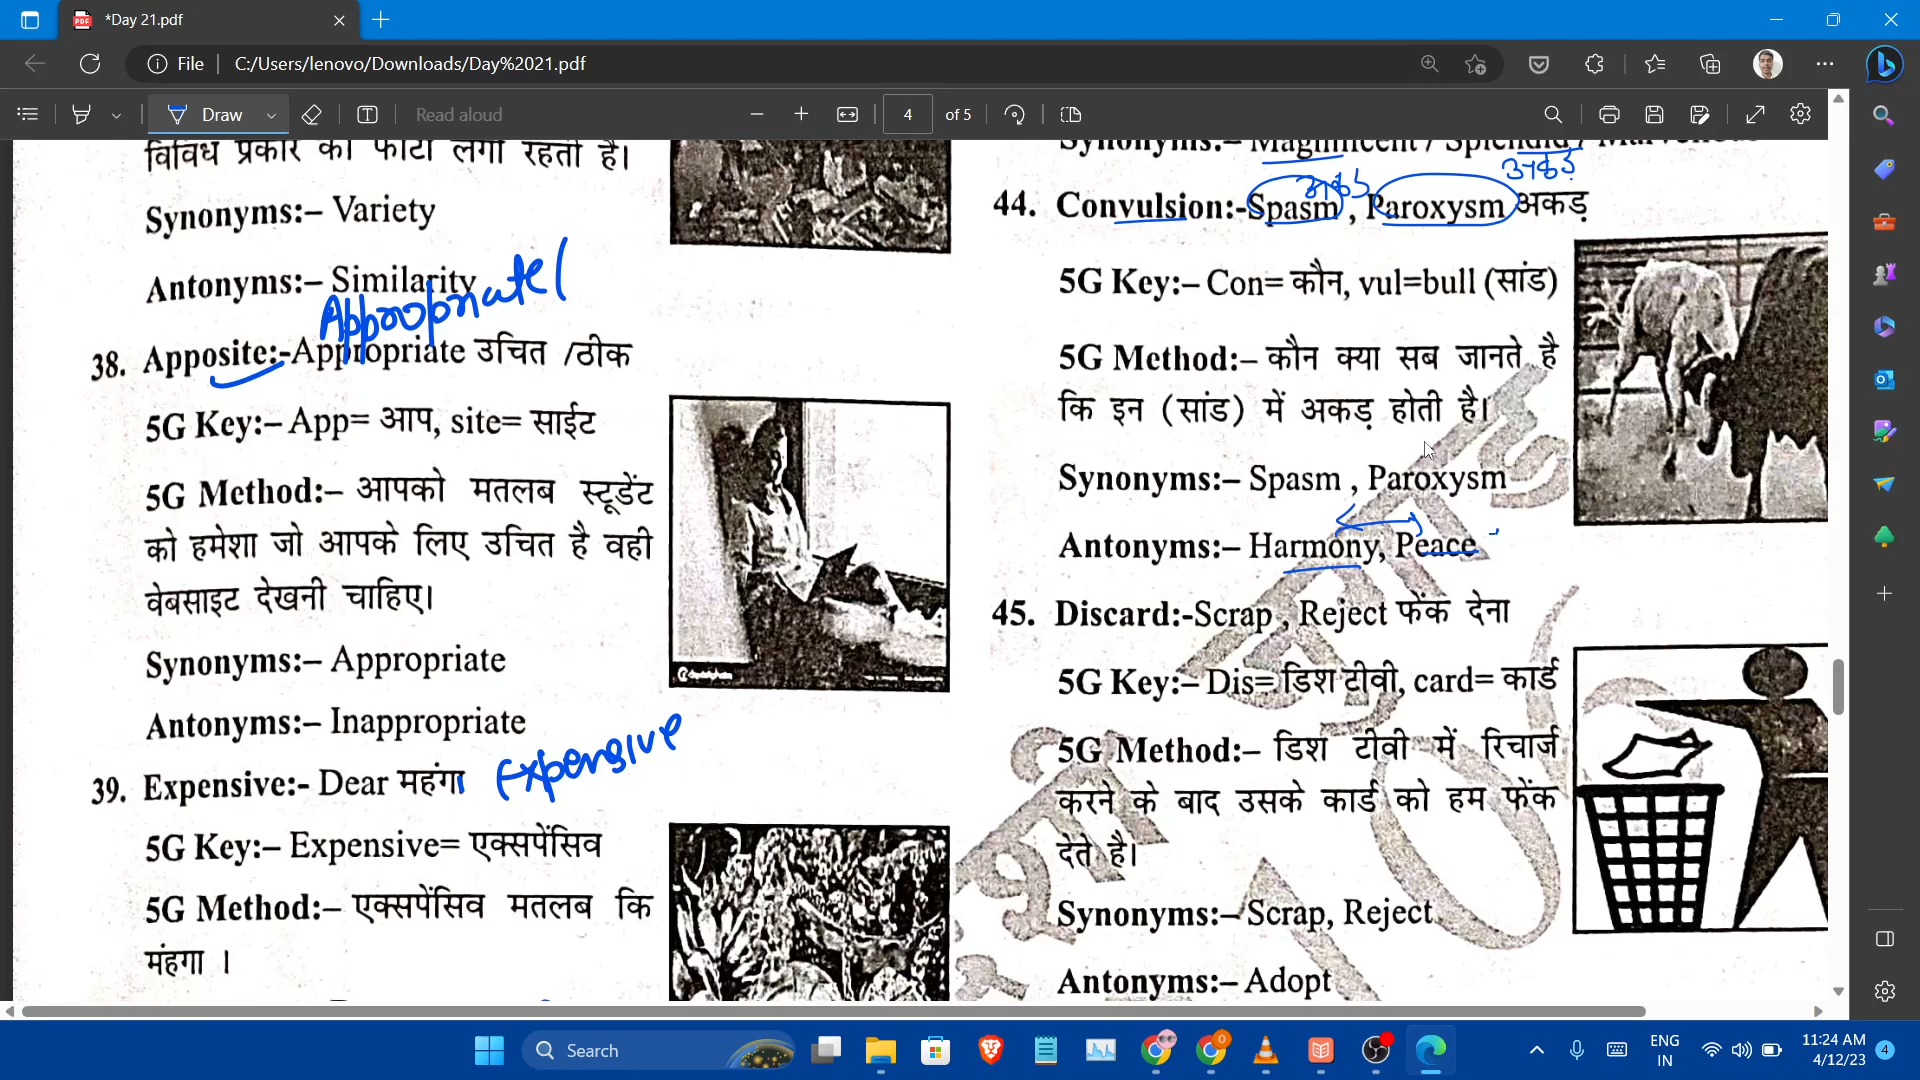 *Day 21.pdf
File
C:/Users/lenovo/Downloads/Day%2021.pdf
Draw
Read aloud
4
of 5
विविध प्रकार की फोटो लगी रहती है।
Synonyms:– Variety
Antonyms:– Similarity
Appropriate
38. Apposite:-Appropriate उचित /ठीक
5G Key:– App= आप, site= साईट
5G Method:– आपको मतलब स्टूडेंट
को हमेशा जो आपके लिए उचित है वही
वेबसाइट देखनी चाहिए।
Synonyms:– Appropriate
Antonyms:– Inappropriate
39. Expensive:- Dear महंगा
Expensive
5G Key:– Expensive= एक्सपेंसिव
5G Method:– एक्सपेंसिव मतलब कि
मंहगा ।
Synonyms:– Magnificent / Splendid /
अकड़
अकड़
44. Convulsion:-Spasm , Paroxysm अकड़
5G Key:– Con= कौन, vul=bull (सांड)
5G Method:– कौन क्या सब जानते है
कि इन (सांड) में अकड़ होती है।
Synonyms:– Spasm , Paroxysm
Antonyms:– Harmony, Peace
45. Discard:-Scrap , Reject फेंक देना
5G Key:– Dis= डिश टीवी, card= कार्ड
5G Method:– डिश टीवी में रिचार्ज
करने के बाद उसके कार्ड को हम फेंक
देते है।
Synonyms:– Scrap, Reject
Antonyms:– Adopt
Search
ENG
IN
11:24 AM
4/12/23
4